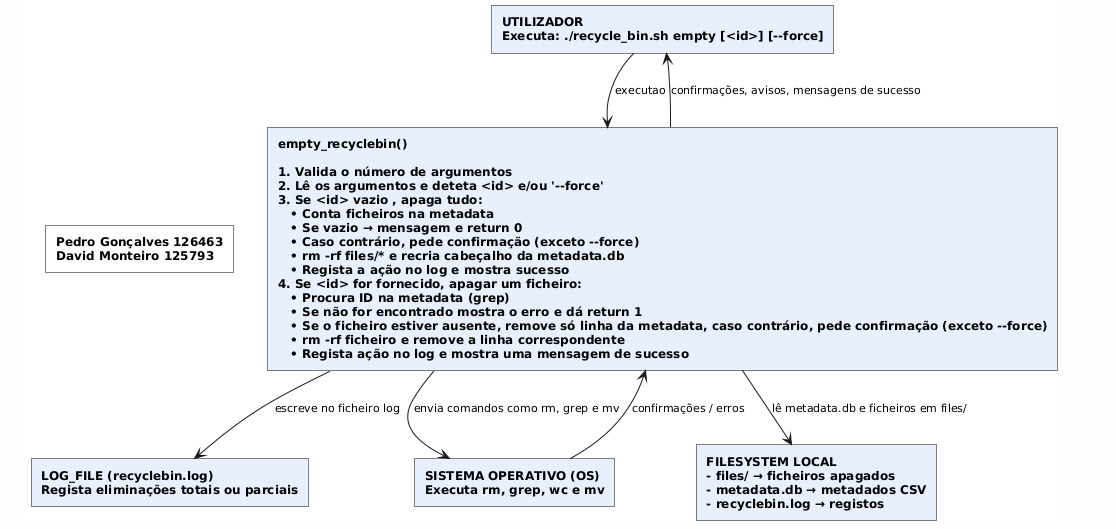 UTILIZADOR
Executa: ./recycle_bin.sh empty [<id>] [--force]
executao
confirmações, avisos, mensagens de sucesso
empty_recyclebin()
1. Valida o número de argumentos
2. Lê os argumentos e deteta <id> e/ou '--force'
3. Se <id> vazio , apaga tudo:
• Conta ficheiros na metadata
• Se vazio → mensagem e return 0
• Caso contrário, pede confirmação (exceto --force)
• rm -rf files/* e recria cabeçalho da metadata.db
• Regista a ação no log e mostra sucesso
4. Se <id> for fornecido, apagar um ficheiro:
• Procura ID na metadata (grep)
• Se não for encontrado mostra o erro e dá return 1
• Se o ficheiro estiver ausente, remove só linha da metadata, caso contrário, pede confirmação (exceto --force)
• rm -rf ficheiro e remove a linha correspondente
• Regista ação no log e mostra uma mensagem de sucesso
Pedro Gonçalves 126463
David Monteiro 125793
escreve no ficheiro log
envia comandos como rm, grep e mv
confirmações / erros
lê metadata.db e ficheiros em files/
LOG_FILE (recyclebin.log)
Regista eliminações totais ou parciais
SISTEMA OPERATIVO (OS)
Executa rm, grep, wc e mv
FILESYSTEM LOCAL
- files/ → ficheiros apagados
- metadata.db → metadados CSV
- recyclebin.log → registos